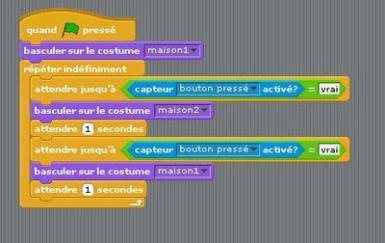 quand pressé
basculer sur le costume maison1
répéter indéfiniment
attendre jusqu'à capteur bouton pressé activé? = vrai
basculer sur le costume maison2
attendre 1 secondes
attendre jusqu'à capteur bouton pressé activé? = vrai
basculer sur le costume maison1
attendre 1 secondes